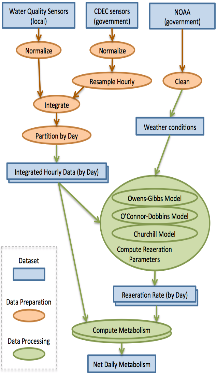 Water Quality Sensors
(local)
CDEC sensors
(government)
NOAA
(government)
Normalize
Normalize
Clean
Resample Hourly
Integrate
Partition by Day
Weather conditions
Integrated Hourly Data (by Day)
Owens-Gibbs Model
O'Connor-Dobbins Model
Churchill Model
Compute Reaeration
Parameters
Dataset
Data Preparation
Data Processing
Reaeration Rate (by Day)
Compute Metabolism
Net Daily Metabolism